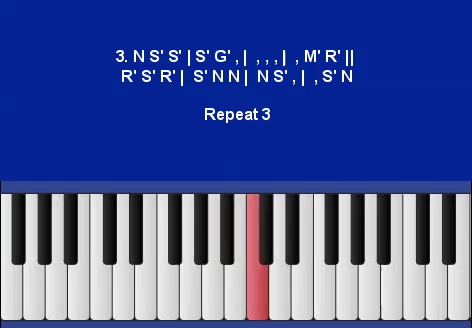 3. N S' S' | S' G' , | , , , | , M' R' ||
R' S' R' | S' N N | N S' , | , S' N
Repeat 3